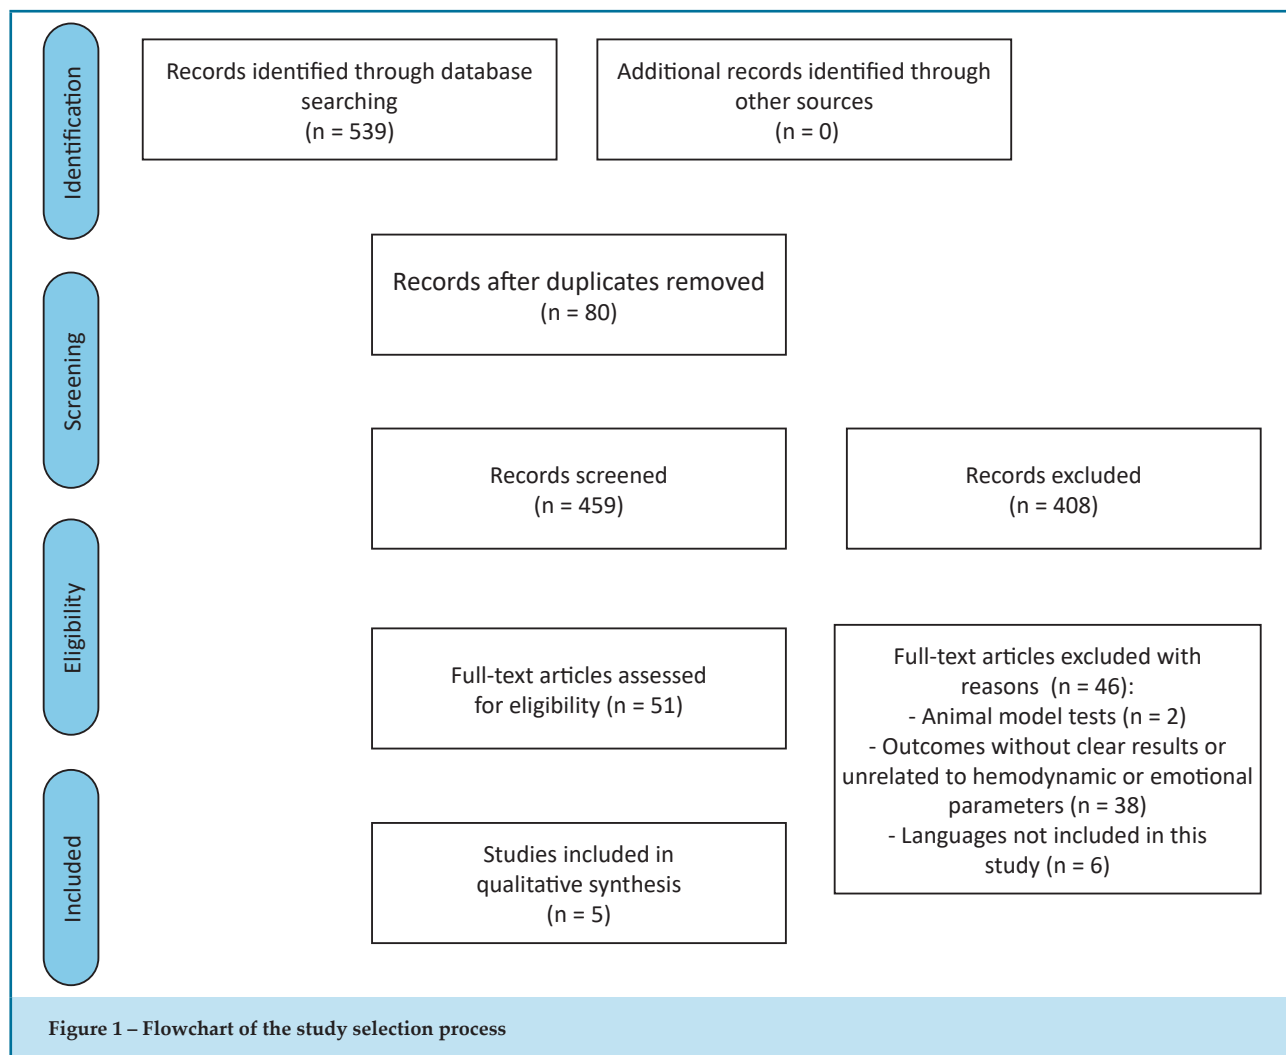 Identification
Records identified through database
searching
(n = 539)
Additional records identified through
other sources
(n = 0)
Screening
Records after duplicates removed
(n = 80)
Records screened
(n = 459)
Records excluded
(n = 408)
Eligibility
Full-text articles assessed
for eligibility (n = 51)
Full-text articles excluded with
reasons (n = 46):
- Animal model tests (n = 2)
- Outcomes without clear results or
unrelated to hemodynamic or emotional
parameters (n = 38)
- Languages not included in this
study (n = 6)
Included
Studies included in
qualitative synthesis
(n = 5)
Figure 1 – Flowchart of the study selection process